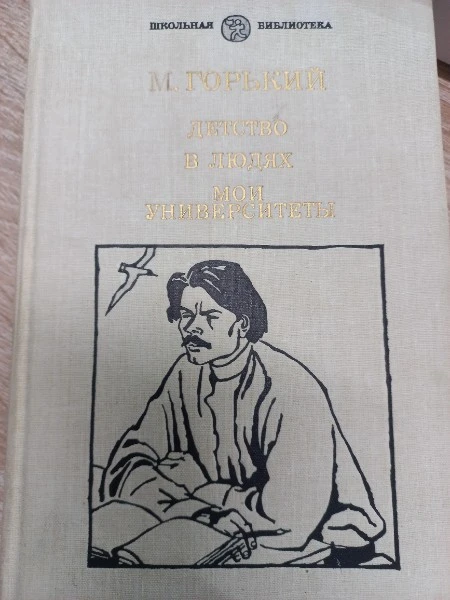 ШКОЛЬНАЯ БИБЛИОТЕКА
М. ГОРЬКИЙ
ДЕТСТВО
В ЛЮДЯХ
МОИ
УНИВЕРСИТЕТЫ